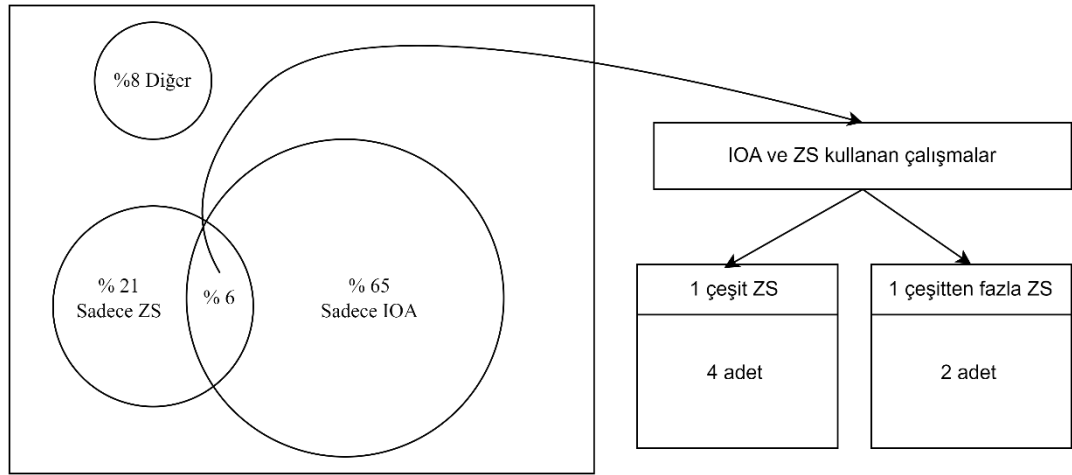 %8 Diğer
% 21
Sadece ZS
% 6
% 65
Sadece IOA
IOA ve ZS kullanan çalışmalar
1 çeşit ZS
4 adet
1 çeşitten fazla ZS
2 adet